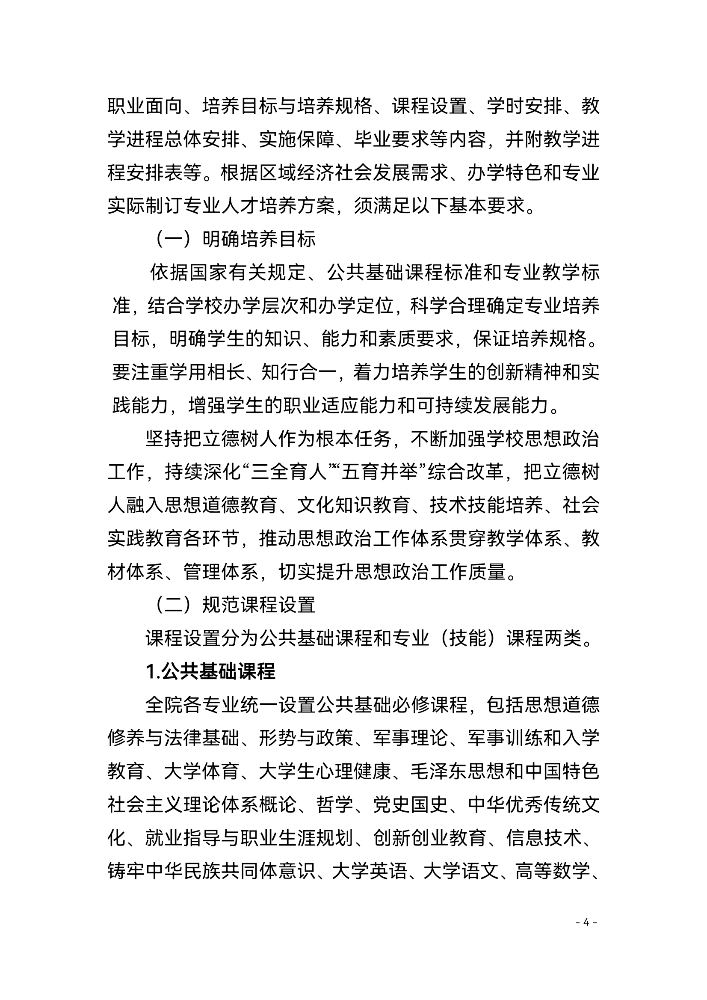 职业面向、培养目标与培养规格、课程设置、学时安排、教
学进程总体安排、实施保障、毕业要求等内容，并附教学进
程安排表等。根据区域经济社会发展需求、办学特色和专业
实际制订专业人才培养方案，须满足以下基本要求。
（一）明确培养目标
依据国家有关规定、公共基础课程标准和专业教学标
准，结合学校办学层次和办学定位，科学合理确定专业培养
目标，明确学生的知识、能力和素质要求，保证培养规格。
要注重学用相长、知行合一，着力培养学生的创新精神和实
践能力，增强学生的职业适应能力和可持续发展能力。
坚持把立德树人作为根本任务，不断加强学校思想政治
工作，持续深化“三全育人”“五育并举”综合改革，把立德树
人融入思想道德教育、文化知识教育、技术技能培养、社会
实践教育各环节，推动思想政治工作体系贯穿教学体系、教
材体系、管理体系，切实提升思想政治工作质量。
（二）规范课程设置
课程设置分为公共基础课程和专业（技能）课程两类。
1.公共基础课程
全院各专业统一设置公共基础必修课程，包括思想道德
修养与法律基础、形势与政策、军事理论、军事训练和入学
教育、大学体育、大学生心理健康、毛泽东思想和中国特色
社会主义理论体系概论、哲学、党史国史、中华优秀传统文
化、就业指导与职业生涯规划、创新创业教育、信息技术、
铸牢中华民族共同体意识、大学英语、大学语文、高等数学、
- 4 -